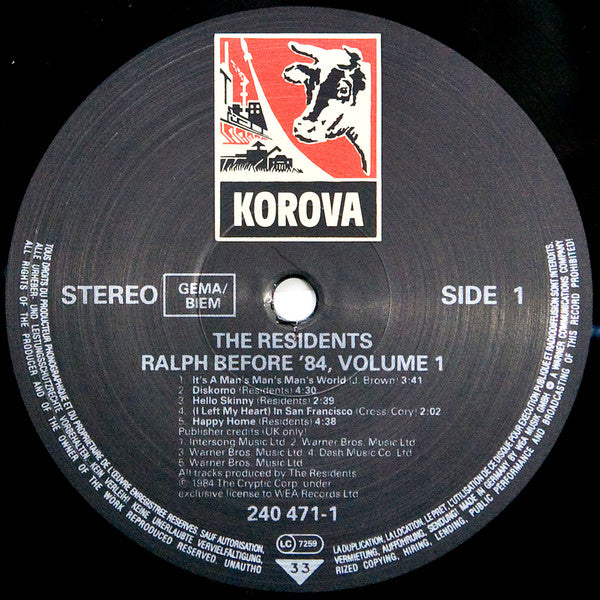 KOROVA
STEREO
GEMA/
BIEM
SIDE 1
THE RESIDENTS
RALPH BEFORE '84, VOLUME 1
1. It's A Man's Man's Man's World (J. Brown) 3:41
2. Diskomo (Residents) 4:30
3. Hello Skinny (Residents) 2:39
4. (I Left My Heart) In San Francisco (Cross/Cory) 2:02
5. Happy Home (Residents) 4:38
Publisher credits (UK only)
1. Intersong Music Ltd 2. Warner Bros. Music Ltd
3. Warner Bros. Music Ltd 4. Dash Music Co. Ltd
5. Warner Bros. Music Ltd
All tracks produced by The Residents
℗ 1984 The Cryptic Corp. under
exclusive license to WEA Records Ltd
240 471-1
LC 7259
33
TOUS DROITS DU PRODUCTEUR PHONOGRAPHIQUE ET DU PROPRIETAIRE DE L'ŒUVRE ENREGISTREE RESERVES. SAUF AUTORISATION,
LA DUPLICATION, LA LOCATION, LE PRET, L'UTILISATION DE CE DISQUE POUR EXECUTION PUBLIQUE ET RADIODIFFUSION SONT INTERDITS.
ALLE URHEBER- UND LEISTUNGSSCHUTZRECHTE VORBEHALTEN. KEIN VERLEIH! KEINE UNERLAUBTE VERVIELFÄLTIGUNG,
VERMIETUNG, AUFFÜHRUNG, SENDUNG! MADE IN GERMANY BY WEA MUSIC GMBH Ⓦ A WARNER COMMUNICATIONS COMPANY
ALL RIGHTS OF THE PRODUCER AND OF THE OWNER OF THE WORK REPRODUCED RESERVED. UNAUTHO
RIZED COPYING, HIRING, LENDING, PUBLIC PERFORMANCE AND BROADCASTING OF THIS RECORD PROHIBITED!